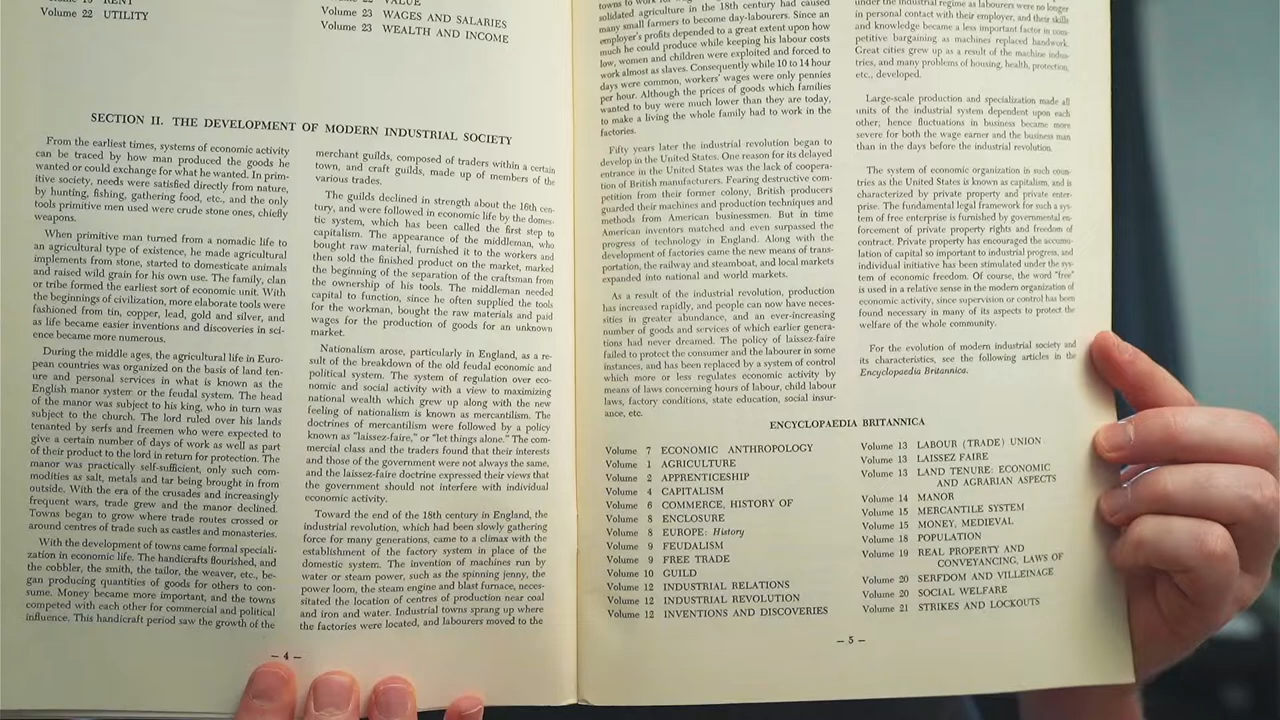 RENT
Volume 22 UTILITY
VALUE
Volume 23 WAGES AND SALARIES
Volume 23 WEALTH AND INCOME
SECTION II. THE DEVELOPMENT OF MODERN INDUSTRIAL SOCIETY
From the earliest times, systems of economic activity
can be traced by how man produced the goods he
wanted or could exchange for what he wanted. In prim-
itive society, needs were satisfied directly from nature,
by hunting, fishing, gathering food, etc., and the only
tools primitive men used were crude stone ones, chiefly
weapons.
When primitive man turned from a nomadic life to
an agricultural type of existence, he made agricultural
implements from stone, started to domesticate animals
and raised wild grain for his own use. The family, clan
or tribe formed the earliest sort of economic unit. With
the beginnings of civilization, more elaborate tools were
fashioned from tin, copper, lead, gold and silver, and
as life became easier inventions and discoveries in sci-
ence became more numerous.
During the middle ages, the agricultural life in Euro-
pean countries was organized on the basis of land ten-
ure and personal services in what is known as the
English manor system or the feudal system. The head
of the manor was subject to his king, who in turn was
subject to the church. The lord ruled over his lands
tenanted by serfs and freemen who were expected to
give a certain number of days of work as well as part
of their product to the lord in return for protection. The
manor was practically self-sufficient, only such com-
modities as salt, metals and tar being brought in from
outside. With the era of the crusades and increasingly
frequent wars, trade grew and the manor declined.
Towns began to grow where trade routes crossed or
around centres of trade such as castles and monasteries.
With the development of towns came formal speciali-
zation in economic life. The handicrafts flourished, and
the cobbler, the smith, the tailor, the weaver, etc., be-
gan producing quantities of goods for others to con-
sume. Money became more important, and the towns
competed with each other for commercial and political
influence. This handicraft period saw the growth of the
merchant guilds, composed of traders within a certain
town, and craft guilds, made up of members of the
various trades.
The guilds declined in strength about the 16th cen-
tury, and were followed in economic life by the domes-
tic system, which has been called the first step to
capitalism. The appearance of the middleman, who
bought raw material, furnished it to the workers and
then sold the finished product on the market, marked
the beginning of the separation of the craftsman from
the ownership of his tools. The middleman needed
capital to function, since he often supplied the tools
for the workman, bought the raw materials and paid
wages for the production of goods for an unknown
market.
Nationalism arose, particularly in England, as a re-
sult of the breakdown of the old feudal economic and
political system. The system of regulation over eco-
nomic and social activity with a view to maximizing
national wealth which grew up along with the new
feeling of nationalism is known as mercantilism. The
doctrines of mercantilism were followed by a policy
known as "laissez-faire," or "let things alone." The com-
mercial class and the traders found that their interests
and those of the government were not always the same,
and the laissez-faire doctrine expressed their views that
the government should not interfere with individual
economic activity.
Toward the end of the 18th century in England, the
industrial revolution, which had been slowly gathering
force for many generations, came to a climax with the
establishment of the factory system in place of the
domestic system. The invention of machines run by
water or steam power, such as the spinning jenny, the
power loom, the steam engine and blast furnace, neces-
sitated the location of centres of production near coal
and iron and water. Industrial towns sprang up where
the factories were located, and labourers moved to the
– 4 –
towns to work for
solidated agriculture in the 18th century had caused
many small farmers to become day-labourers. Since an
employer's profits depended to a great extent upon how
much he could produce while keeping his labour costs
low, women and children were exploited and forced to
work almost as slaves. Consequently while 10 to 14 hour
days were common, workers' wages were only pennies
per hour. Although the prices of goods which families
wanted to buy were much lower than they are today,
to make a living the whole family had to work in the
factories.
Fifty years later the industrial revolution began to
develop in the United States. One reason for its delayed
entrance in the United States was the lack of coopera-
tion of British manufacturers. Fearing destructive com-
petition from their former colony, British producers
guarded their machines and production techniques and
methods from American businessmen. But in time
American inventors matched and even surpassed the
progress of technology in England. Along with the
development of factories came the new means of trans-
portation, the railway and steamboat, and local markets
expanded into national and world markets.
As a result of the industrial revolution, production
has increased rapidly, and people can now have neces-
sities in greater abundance, and an ever-increasing
number of goods and services of which earlier genera-
tions had never dreamed. The policy of laissez-faire
failed to protect the consumer and the labourer in some
instances, and has been replaced by a system of control
which more or less regulates economic activity by
means of laws concerning hours of labour, child labour
laws, factory conditions, state education, social insur-
ance, etc.
under the industrial regime as labourers were no longer
in personal contact with their employer, and their skills
and knowledge became a less important factor in com-
petitive bargaining as machines replaced handwork.
Great cities grew up as a result of the machine indus-
tries, and many problems of housing, health, protection,
etc., developed.
Large-scale production and specialization made all
units of the industrial system dependent upon each
other; hence fluctuations in business became more
severe for both the wage earner and the business man
than in the days before the industrial revolution.
The system of economic organization in such coun-
tries as the United States is known as capitalism, and is
characterized by private property and private enter-
prise. The fundamental legal framework for such a sys-
tem of free enterprise is furnished by governmental en-
forcement of private property rights and freedom of
contract. Private property has encouraged the accumu-
lation of capital so important to industrial progress, and
individual initiative has been stimulated under the sys-
tem of economic freedom. Of course, the word "free"
is used in a relative sense in the modern organization of
economic activity, since supervision or control has been
found necessary in many of its aspects to protect the
welfare of the whole community.
For the evolution of modern industrial society and
its characteristics, see the following articles in the
Encyclopaedia Britannica.
ENCYCLOPAEDIA BRITANNICA
Volume 7 ECONOMIC ANTHROPOLOGY
Volume 1 AGRICULTURE
Volume 2 APPRENTICESHIP
Volume 4 CAPITALISM
Volume 6 COMMERCE, HISTORY OF
Volume 8 ENCLOSURE
Volume 8 EUROPE: History
Volume 9 FEUDALISM
Volume 9 FREE TRADE
Volume 10 GUILD
Volume 12 INDUSTRIAL RELATIONS
Volume 12 INDUSTRIAL REVOLUTION
Volume 12 INVENTIONS AND DISCOVERIES
Volume 13 LABOUR (TRADE) UNION
Volume 13 LAISSEZ FAIRE
Volume 13 LAND TENURE: ECONOMIC
AND AGRARIAN ASPECTS
Volume 14 MANOR
Volume 15 MERCANTILE SYSTEM
Volume 15 MONEY, MEDIEVAL
Volume 18 POPULATION
Volume 19 REAL PROPERTY AND
CONVEYANCING, LAWS OF
Volume 20 SERFDOM AND VILLEINAGE
Volume 20 SOCIAL WELFARE
Volume 21 STRIKES AND LOCKOUTS
– 5 –